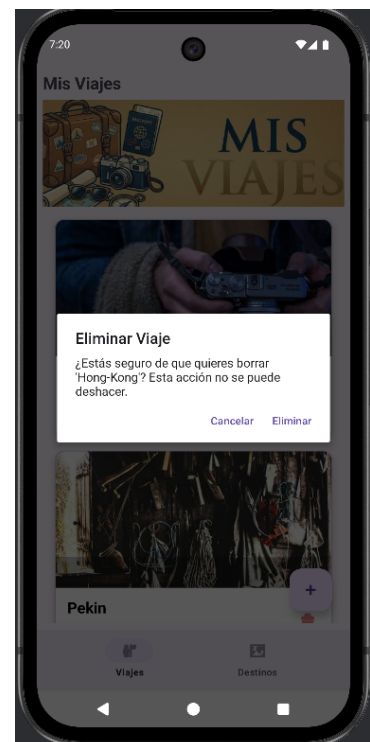 7:20
Mis Viajes
MIS
VIAJES
Eliminar Viaje
¿Estás seguro de que quieres borrar
'Hong-Kong'? Esta acción no se puede
deshacer.
Cancelar Eliminar
Pekin
+
Viajes Destinos